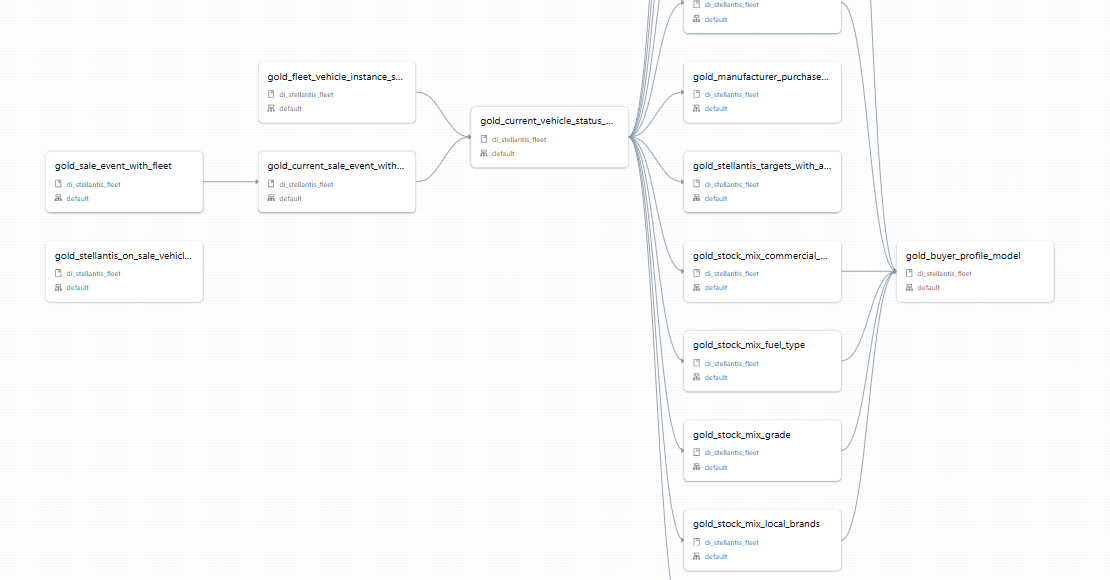 di_stellantis_fleet
default
gold_fleet_vehicle_instance_s...
di_stellantis_fleet
default
gold_manufacturer_purchase...
di_stellantis_fleet
default
gold_current_vehicle_status_...
di_stellantis_fleet
default
gold_sale_event_with_fleet
di_stellantis_fleet
default
gold_current_sale_event_with...
di_stellantis_fleet
default
gold_stellantis_targets_with_a...
di_stellantis_fleet
default
gold_stellantis_on_sale_vehicl...
di_stellantis_fleet
default
gold_stock_mix_commercial_...
di_stellantis_fleet
default
gold_buyer_profile_model
di_stellantis_fleet
default
gold_stock_mix_fuel_type
di_stellantis_fleet
default
gold_stock_mix_grade
di_stellantis_fleet
default
gold_stock_mix_local_brands
di_stellantis_fleet
default